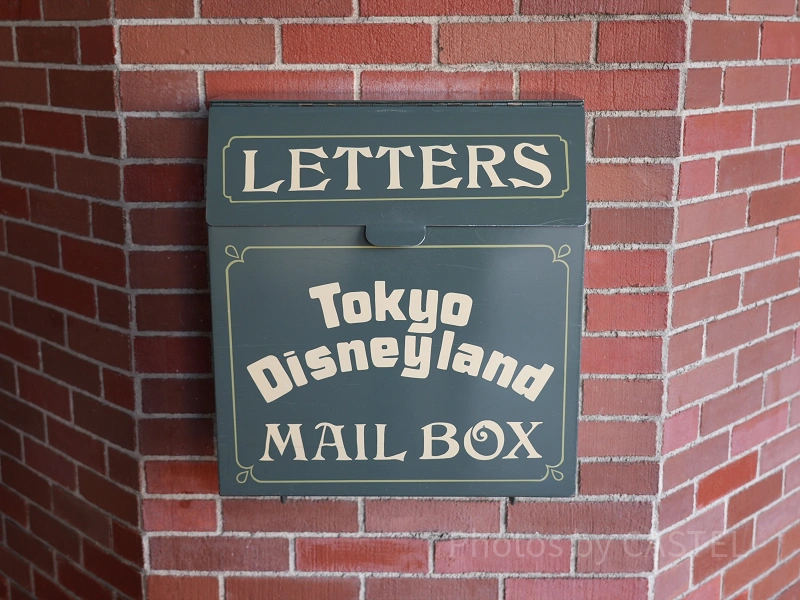 LETTERS
Tokyo
Disneyland
MAIL BOX
Photos by CASTEL